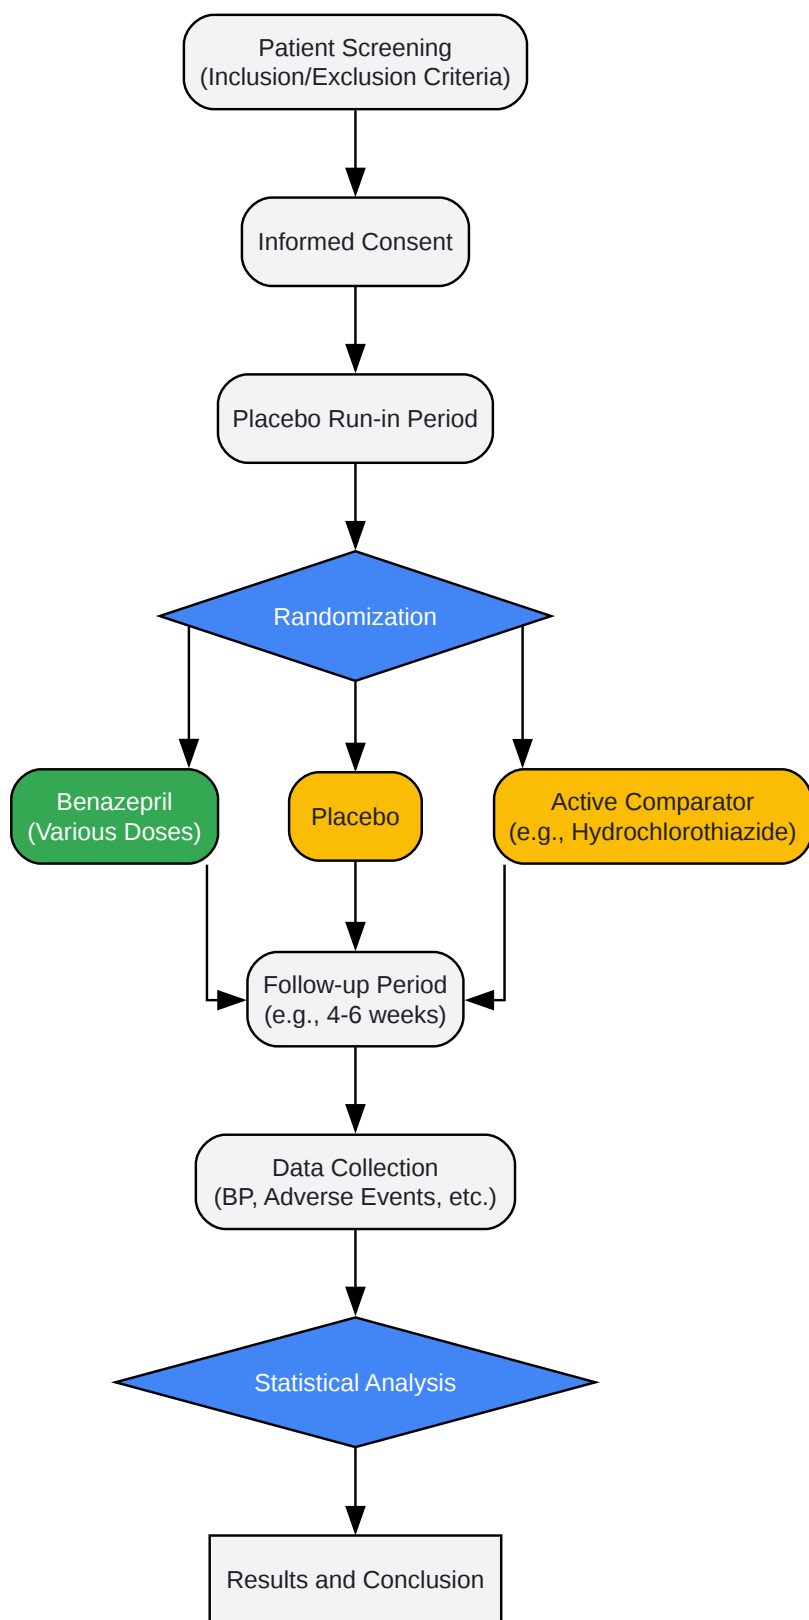 Patient Screening
(Inclusion/Exclusion Criteria)
Informed Consent
Placebo Run-in Period
Randomization
Benazepril
(Various Doses)
Placebo
Active Comparator
(e.g., Hydrochlorothiazide)
Follow-up Period
(e.g., 4-6 weeks)
Data Collection
(BP, Adverse Events, etc.)
Statistical Analysis
Results and Conclusion